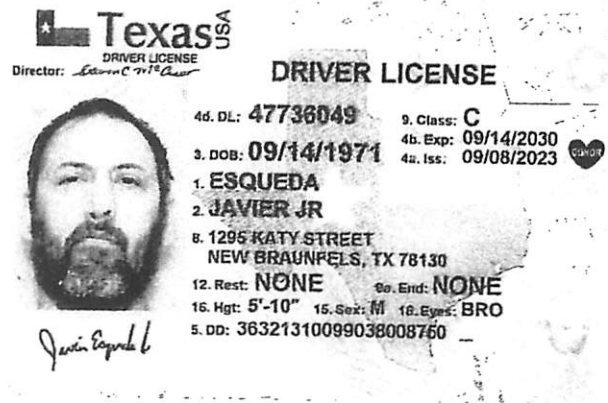 Texas USA
DRIVER LICENSE
Director:
DRIVER LICENSE
4d. DL: 47736049
9. Class: C
3. DOB: 09/14/1971
4b. Exp: 09/14/2030
4a. Iss: 09/08/2023
DONOR
1. ESQUEDA
2. JAVIER JR
8. 1295 KATY STREET
NEW BRAUNFELS, TX 78130
12. Rest: NONE
9a. End: NONE
16. Hgt: 5'-10" 15. Sex: M 18. Eyes: BRO
5. DD: 36321310099038008760